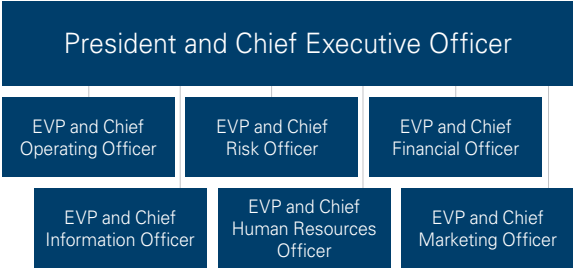 President and Chief Executive Officer
EVP and Chief
Operating Officer
EVP and Chief
Risk Officer
EVP and Chief
Financial Officer
EVP and Chief
Information Officer
EVP and Chief
Human Resources
Officer
EVP and Chief
Marketing Officer